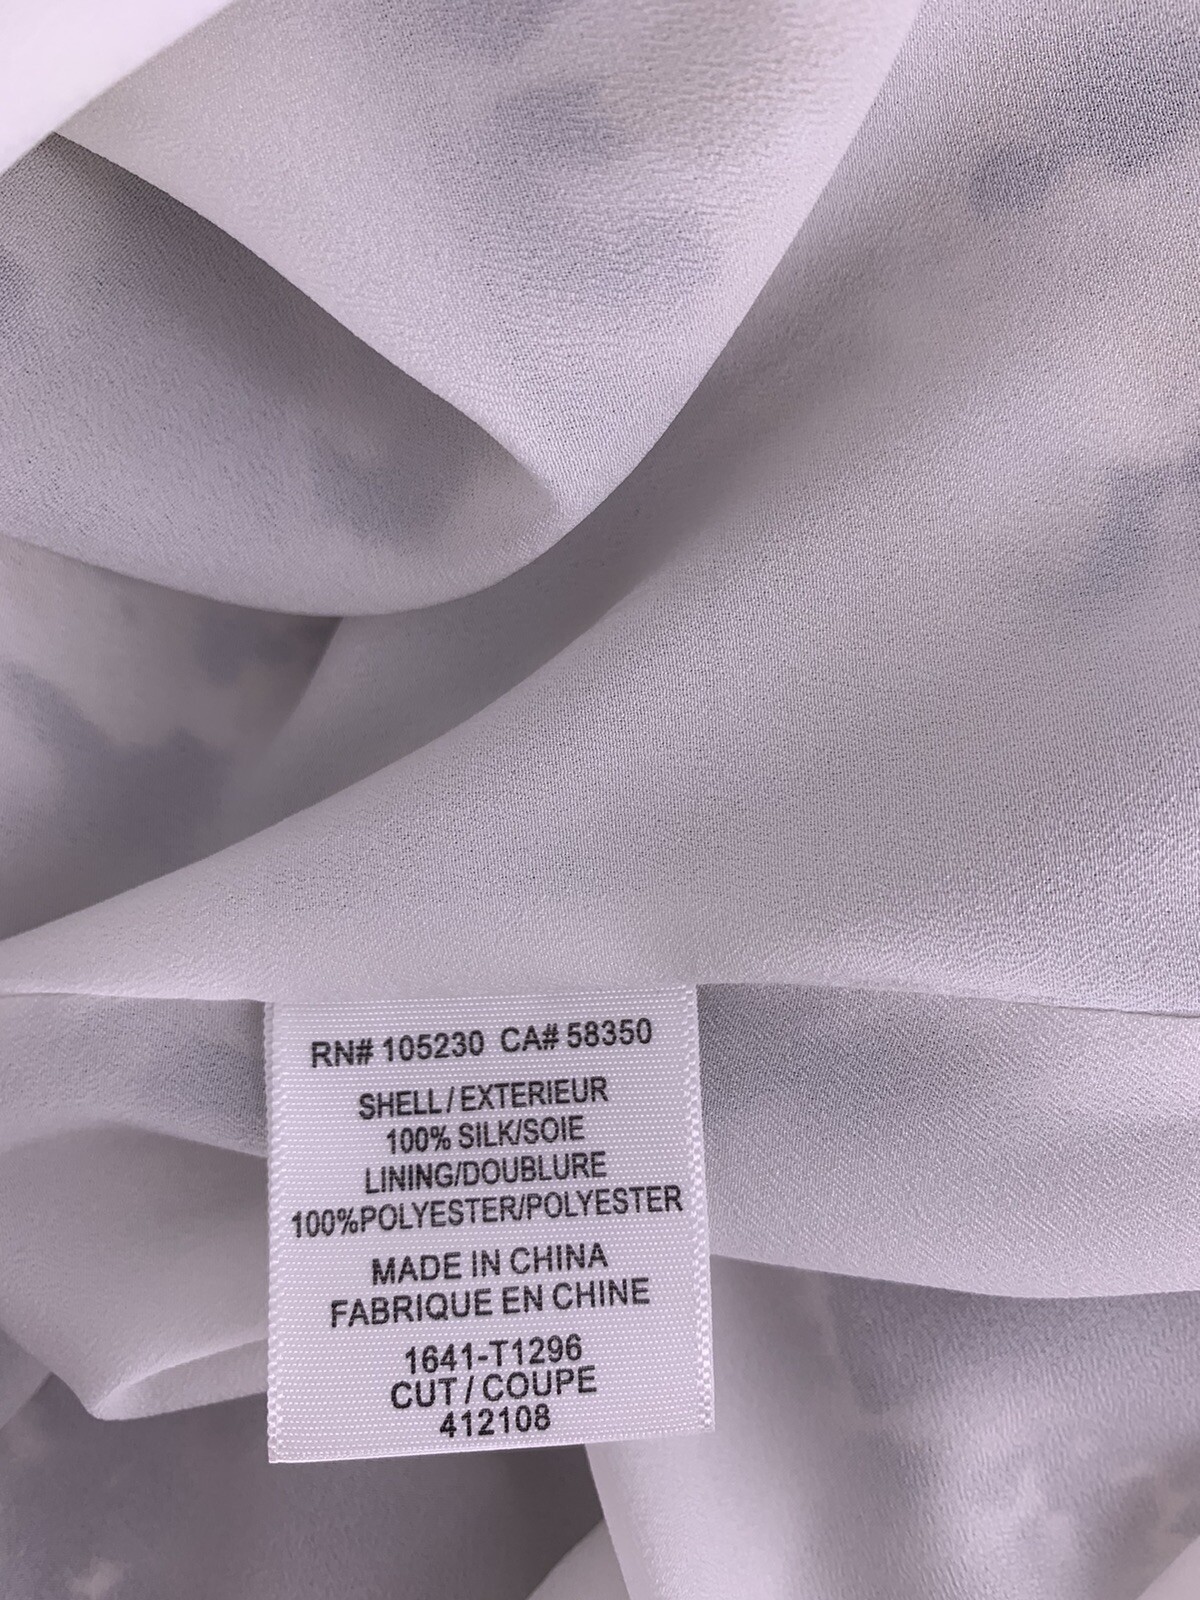 RN# 105230 CA# 58350
SHELL/EXTERIEUR
100% SILK/SOIE
LINING/DOUBLURE
100%POLYESTER/POLYESTER
MADE IN CHINA
FABRIQUE EN CHINE
1641-T1296
CUT/COUPE
412108